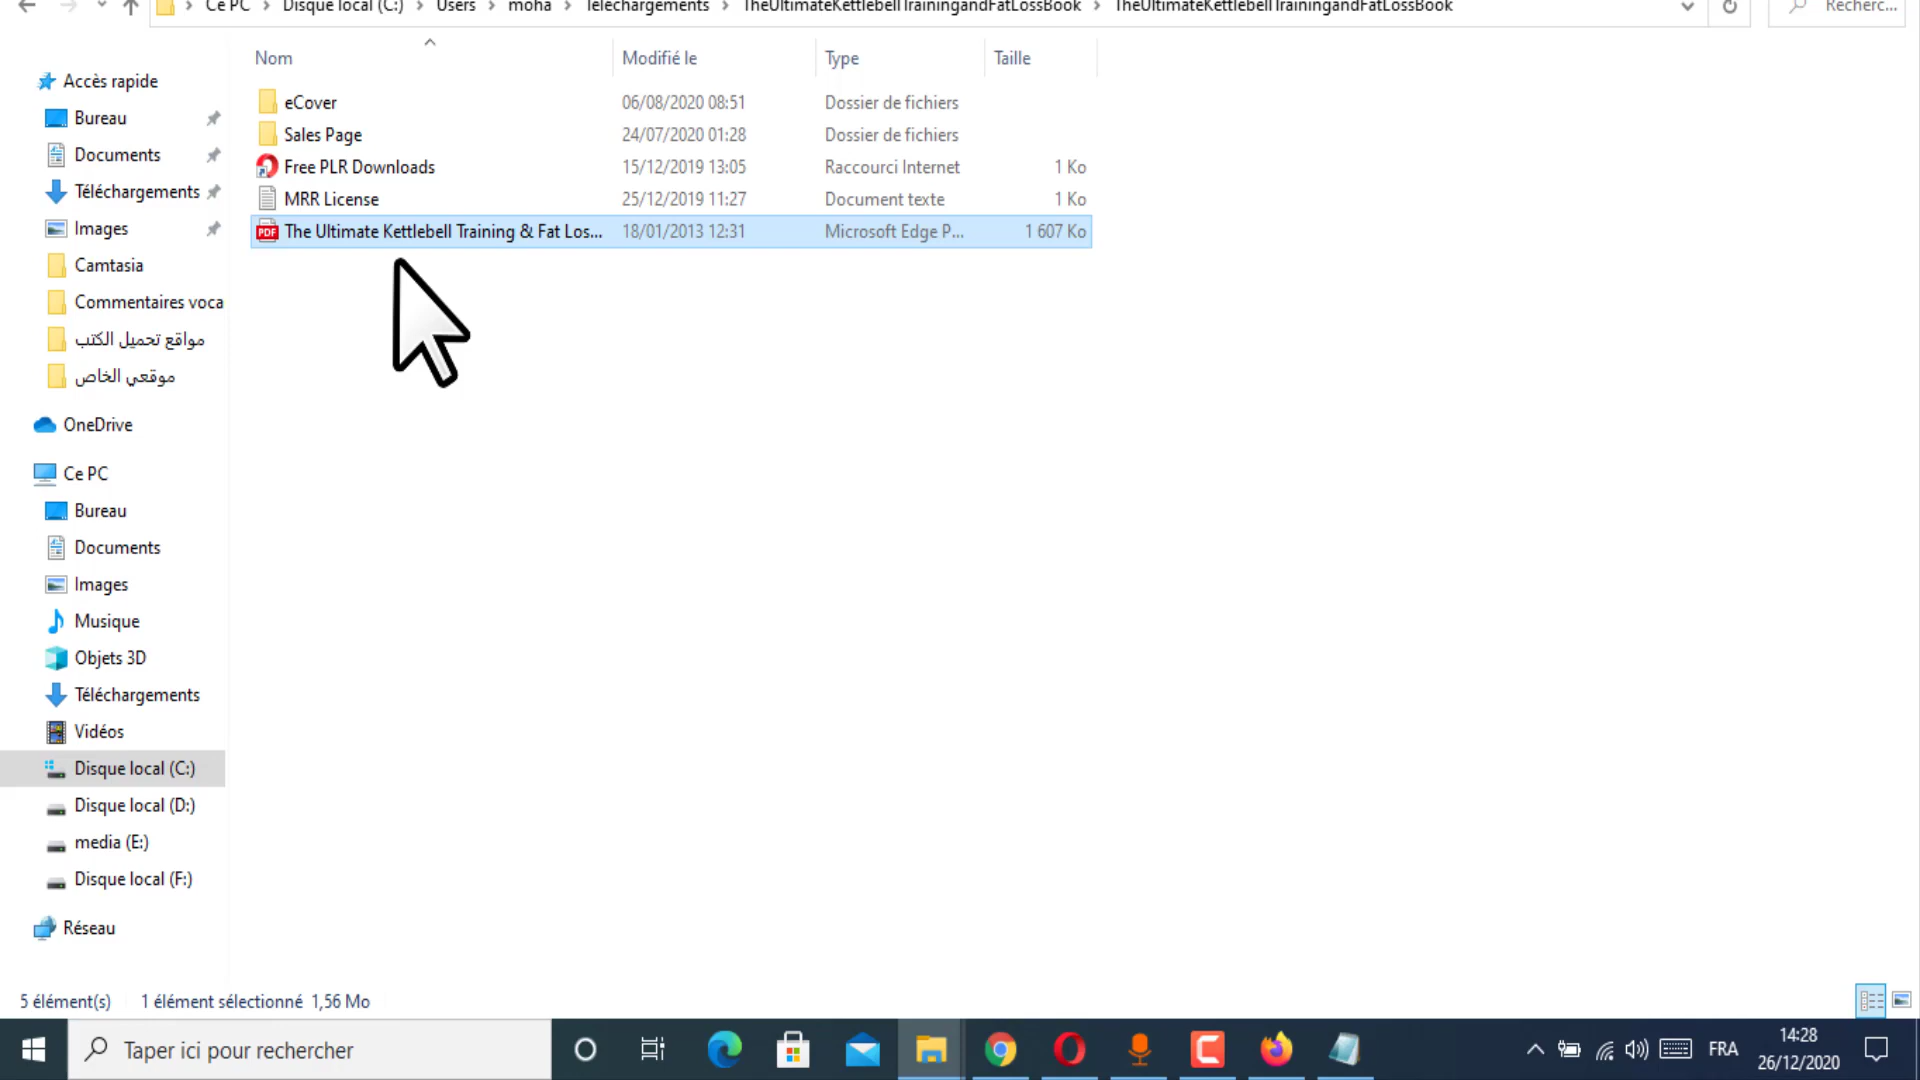 Ce PC > Disque local (C:) > Users > moha > Téléchargements > TheUltimateKettlebellTrainingandFatLossBook > TheUltimateKettlebellTrainingandFatLossBook
Recherc...
Nom Modifié le Type Taille
eCover 06/08/2020 08:51 Dossier de fichiers
Sales Page 24/07/2020 01:28 Dossier de fichiers
Free PLR Downloads 15/12/2019 13:05 Raccourci Internet 1 Ko
MRR License 25/12/2019 11:27 Document texte 1 Ko
The Ultimate Kettlebell Training & Fat Los... 18/01/2013 12:31 Microsoft Edge P... 1 607 Ko
PDF
Accès rapide
Bureau
Documents
Téléchargements
Images
Camtasia
Commentaires voca
مواقع تحميل الكتب
موقعي الخاص
OneDrive
Ce PC
Bureau
Documents
Images
Musique
Objets 3D
Téléchargements
Vidéos
Disque local (C:)
Disque local (D:)
media (E:)
Disque local (F:)
Réseau
5 élément(s) 1 élément sélectionné 1,56 Mo
Taper ici pour rechercher
FRA
14:28
26/12/2020